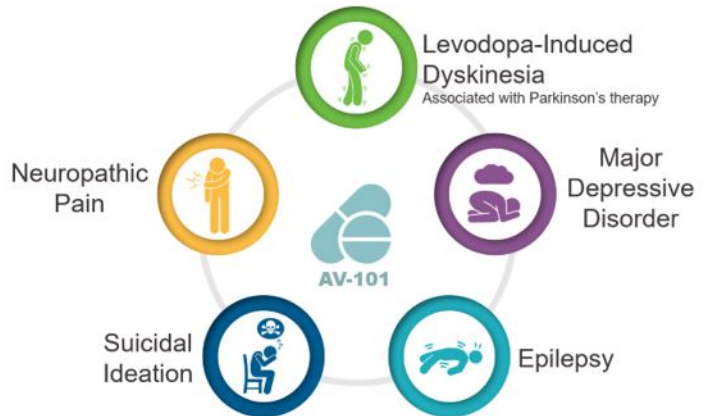 Levodopa-Induced
Dyskinesia
Associated with Parkinson's therapy
Neuropathic
Pain
Major
Depressive
Disorder
AV-101
Suicidal
Ideation
Epilepsy